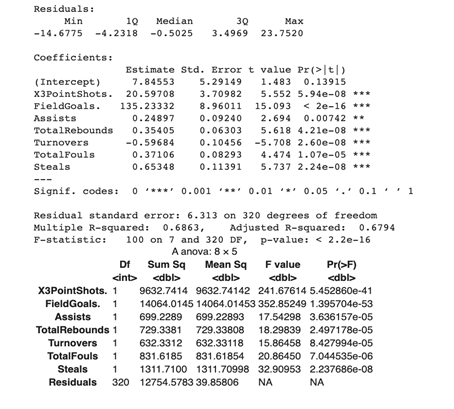 Residuals:
Min 1Q Median 3Q Max
-14.6775 -4.2318 -0.5025 3.4969 23.7520
Coefficients:
Estimate Std. Error t value Pr(>|t|)
(Intercept) 7.84553 5.29149 1.483 0.13915
X3PointShots. 20.59708 3.70982 5.552 5.94e-08 ***
FieldGoals. 135.23332 8.96011 15.093 < 2e-16 ***
Assists 0.24897 0.09240 2.694 0.00742 **
TotalRebounds 0.35405 0.06303 5.618 4.21e-08 ***
Turnovers -0.59684 0.10456 -5.708 2.60e-08 ***
TotalFouls 0.37106 0.08293 4.474 1.07e-05 ***
Steals 0.65348 0.11391 5.737 2.24e-08 ***
---
Signif. codes: 0 '***' 0.001 '**' 0.01 '*' 0.05 '.' 0.1 ' ' 1
Residual standard error: 6.313 on 320 degrees of freedom
Multiple R-squared: 0.6863, Adjusted R-squared: 0.6794
F-statistic: 100 on 7 and 320 DF, p-value: < 2.2e-16
A anova: 8 × 5
Df Sum Sq Mean Sq F value Pr(>F)
<int> <dbl> <dbl> <dbl> <dbl>
X3PointShots. 1 9632.7414 9632.74142 241.67614 5.452860e-41
FieldGoals. 1 14064.0145 14064.01453 352.85249 1.395704e-53
Assists 1 699.2289 699.22893 17.54298 3.636157e-05
TotalRebounds 1 729.3381 729.33808 18.29839 2.497178e-05
Turnovers 1 632.3312 632.33118 15.86458 8.427994e-05
TotalFouls 1 831.6185 831.61854 20.86450 7.044535e-06
Steals 1 1311.7100 1311.70998 32.90953 2.237686e-08
Residuals 320 12754.5783 39.85806 NA NA